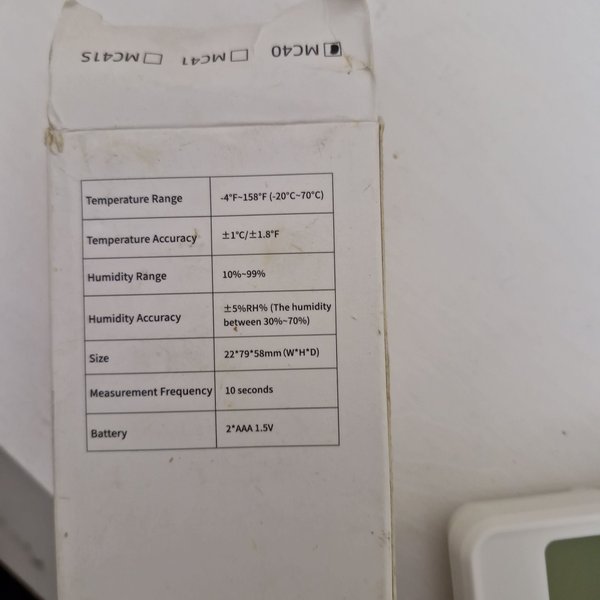 MC41S MC41 MC40
Temperature Range -4°F~158°F (-20°C~70°C)
Temperature Accuracy ±1°C/±1.8°F
Humidity Range 10%~99%
Humidity Accuracy ±5%RH% (The humidity
between 30%~70%)
Size 22*79*58mm(W*H*D)
Measurement Frequency 10 seconds
Battery 2*AAA 1.5V